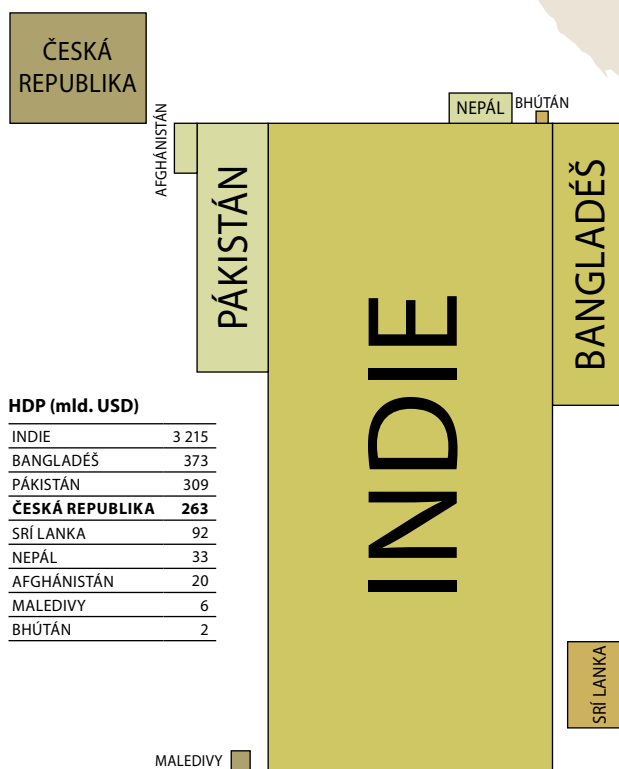 ČESKÁ
REPUBLIKA
AFGHÁNISTÁN
PÁKISTÁN
NEPÁL
BHÚTÁN
INDIE
BANGLADÉŠ
HDP (mld. USD)
INDIE 3 215
BANGLADÉŠ 373
PÁKISTÁN 309
ČESKÁ REPUBLIKA 263
SRÍ LANKA 92
NEPÁL 33
AFGHÁNISTÁN 20
MALEDIVY 6
BHÚTÁN 2
SRÍ LANKA
MALEDIVY